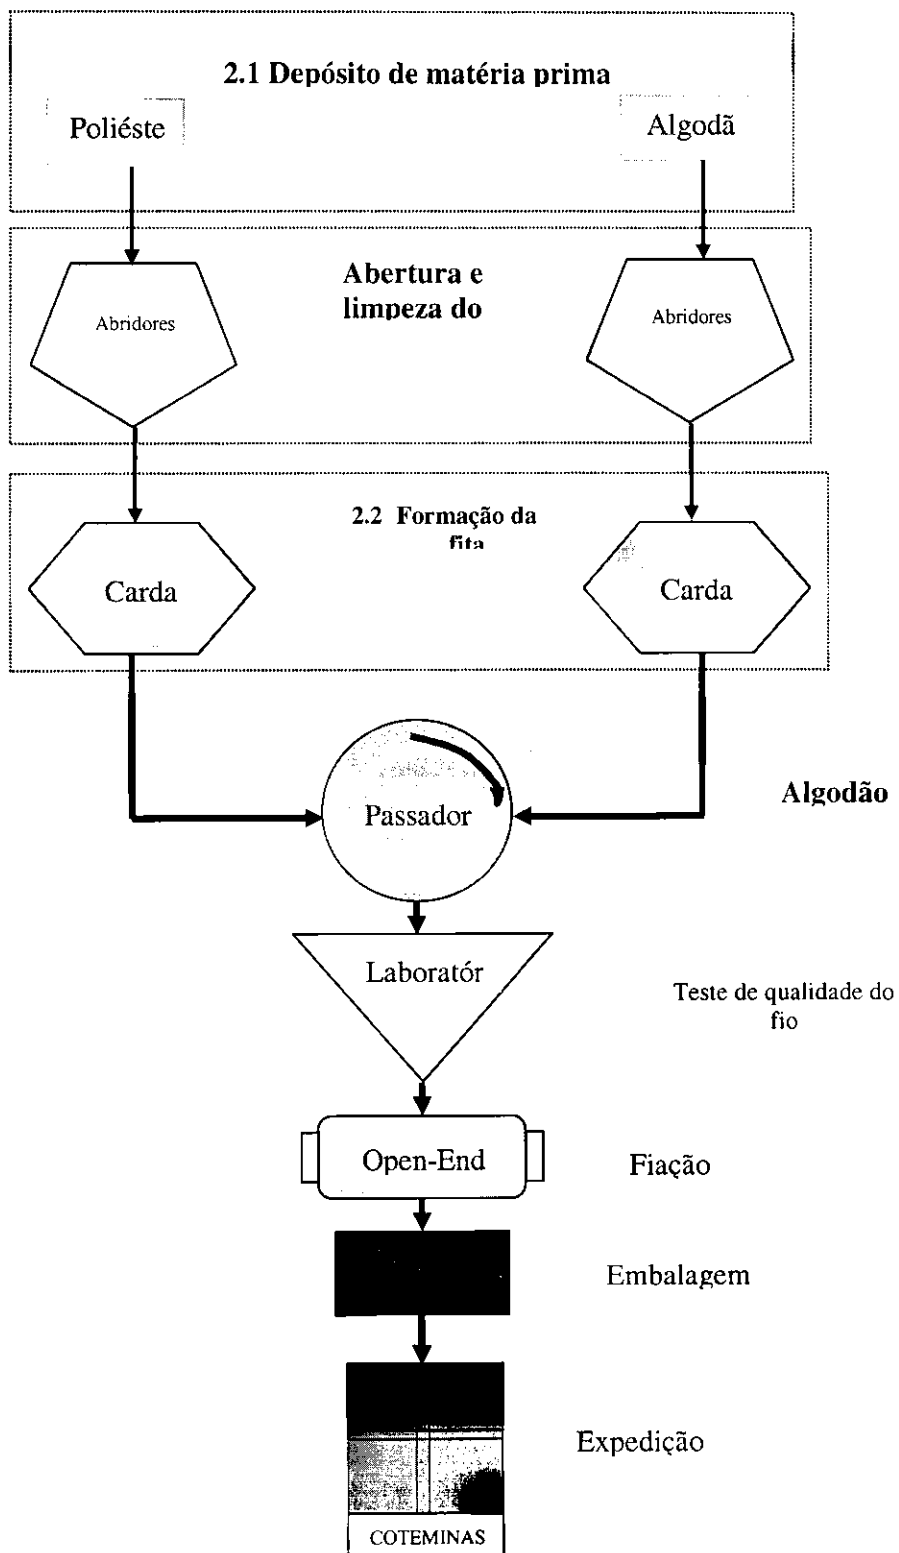 2.1 Depósito de matéria prima
Poliéste
Algodã
Abertura e
limpeza do
Abridores
Abridores
2.2 Formação da
fita
Carda
Carda
Passador
Algodão
Laboratór
Teste de qualidade do
fio
Open-End
Fiação
Embalagem
Expedição
COTEMINAS